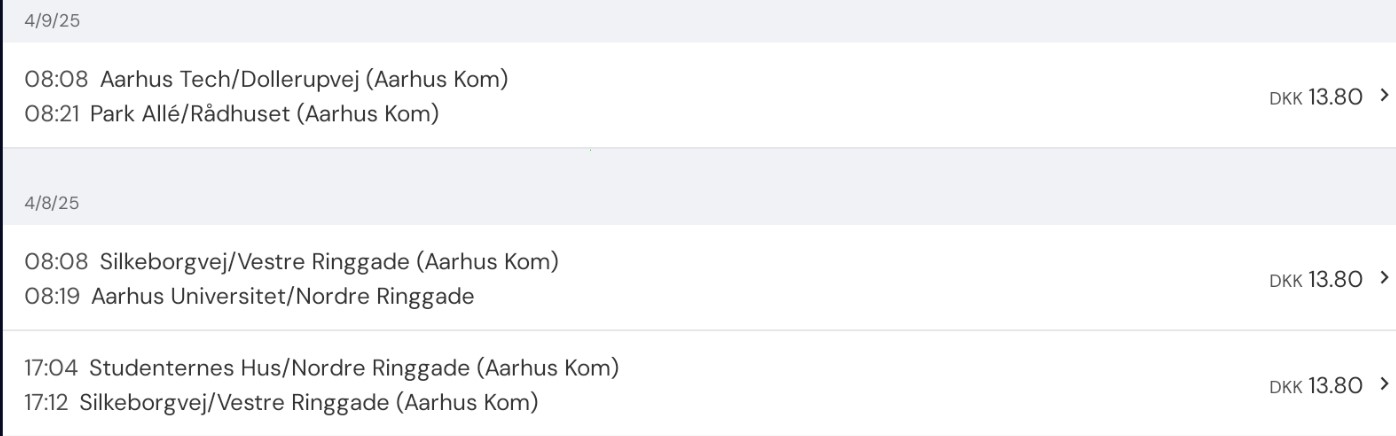 4/9/25
08:08 Aarhus Tech/Dollerupvej (Aarhus Kom)
08:21 Park Allé/Rådhuset (Aarhus Kom)
DKK 13.80
4/8/25
08:08 Silkeborgvej/Vestre Ringgade (Aarhus Kom)
08:19 Aarhus Universitet/Nordre Ringgade
DKK 13.80
17:04 Studenternes Hus/Nordre Ringgade (Aarhus Kom)
17:12 Silkeborgvej/Vestre Ringgade (Aarhus Kom)
DKK 13.80